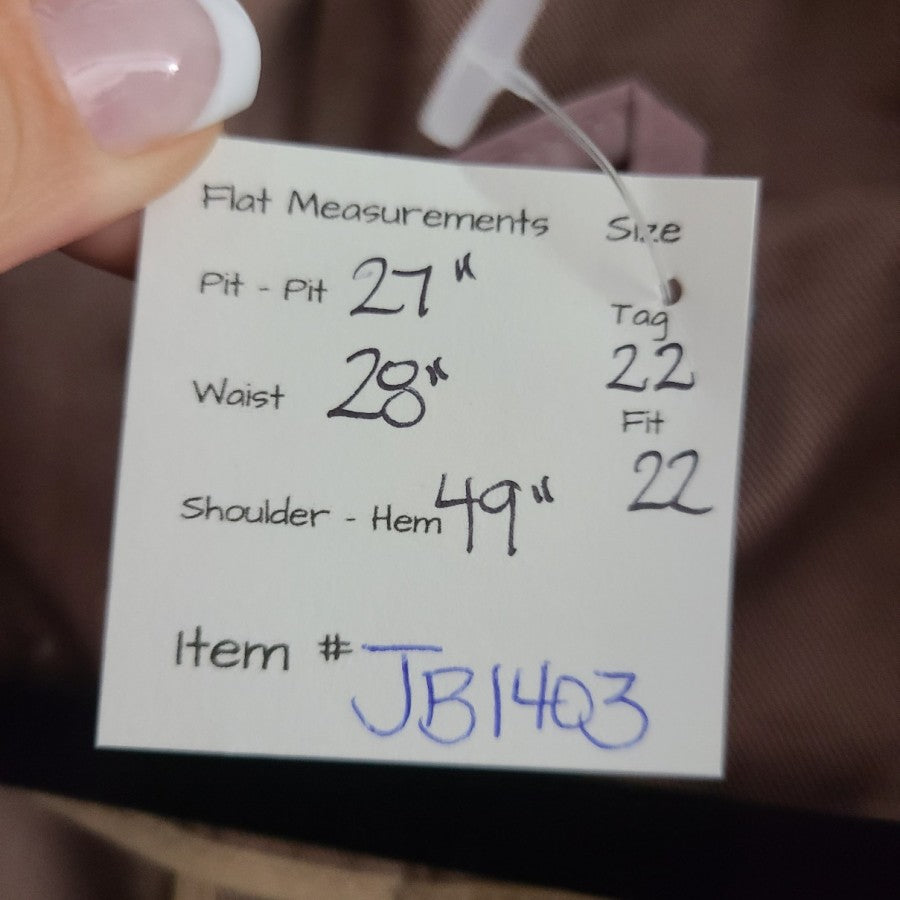 Flat Measurements
Pit - Pit 27"
Waist 28"
Shoulder - Hem 49"
Size
Tag
22
Fit
22
Item # JB1403